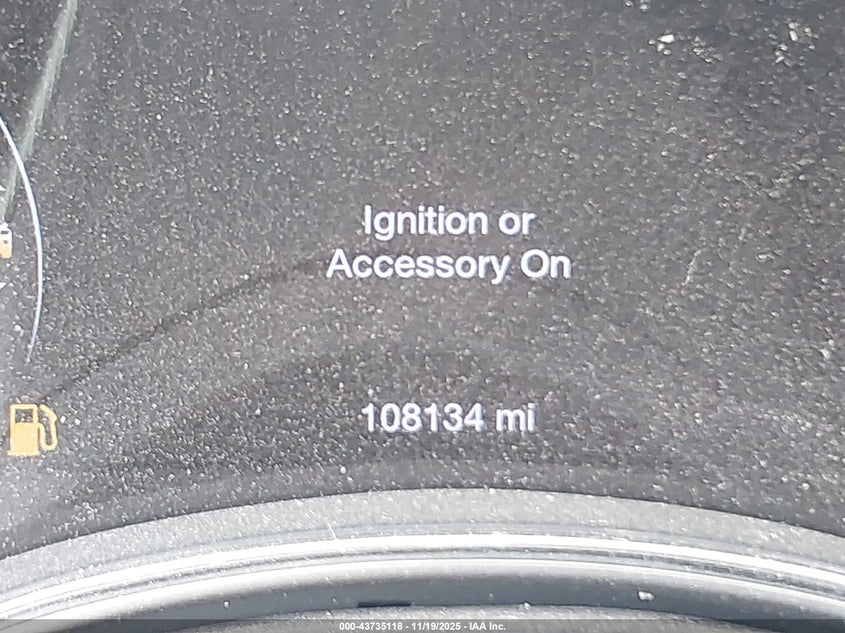 Ignition or
Accessory On
108134 mi
000-43735118 - 11/19/2025 - IAA Inc.